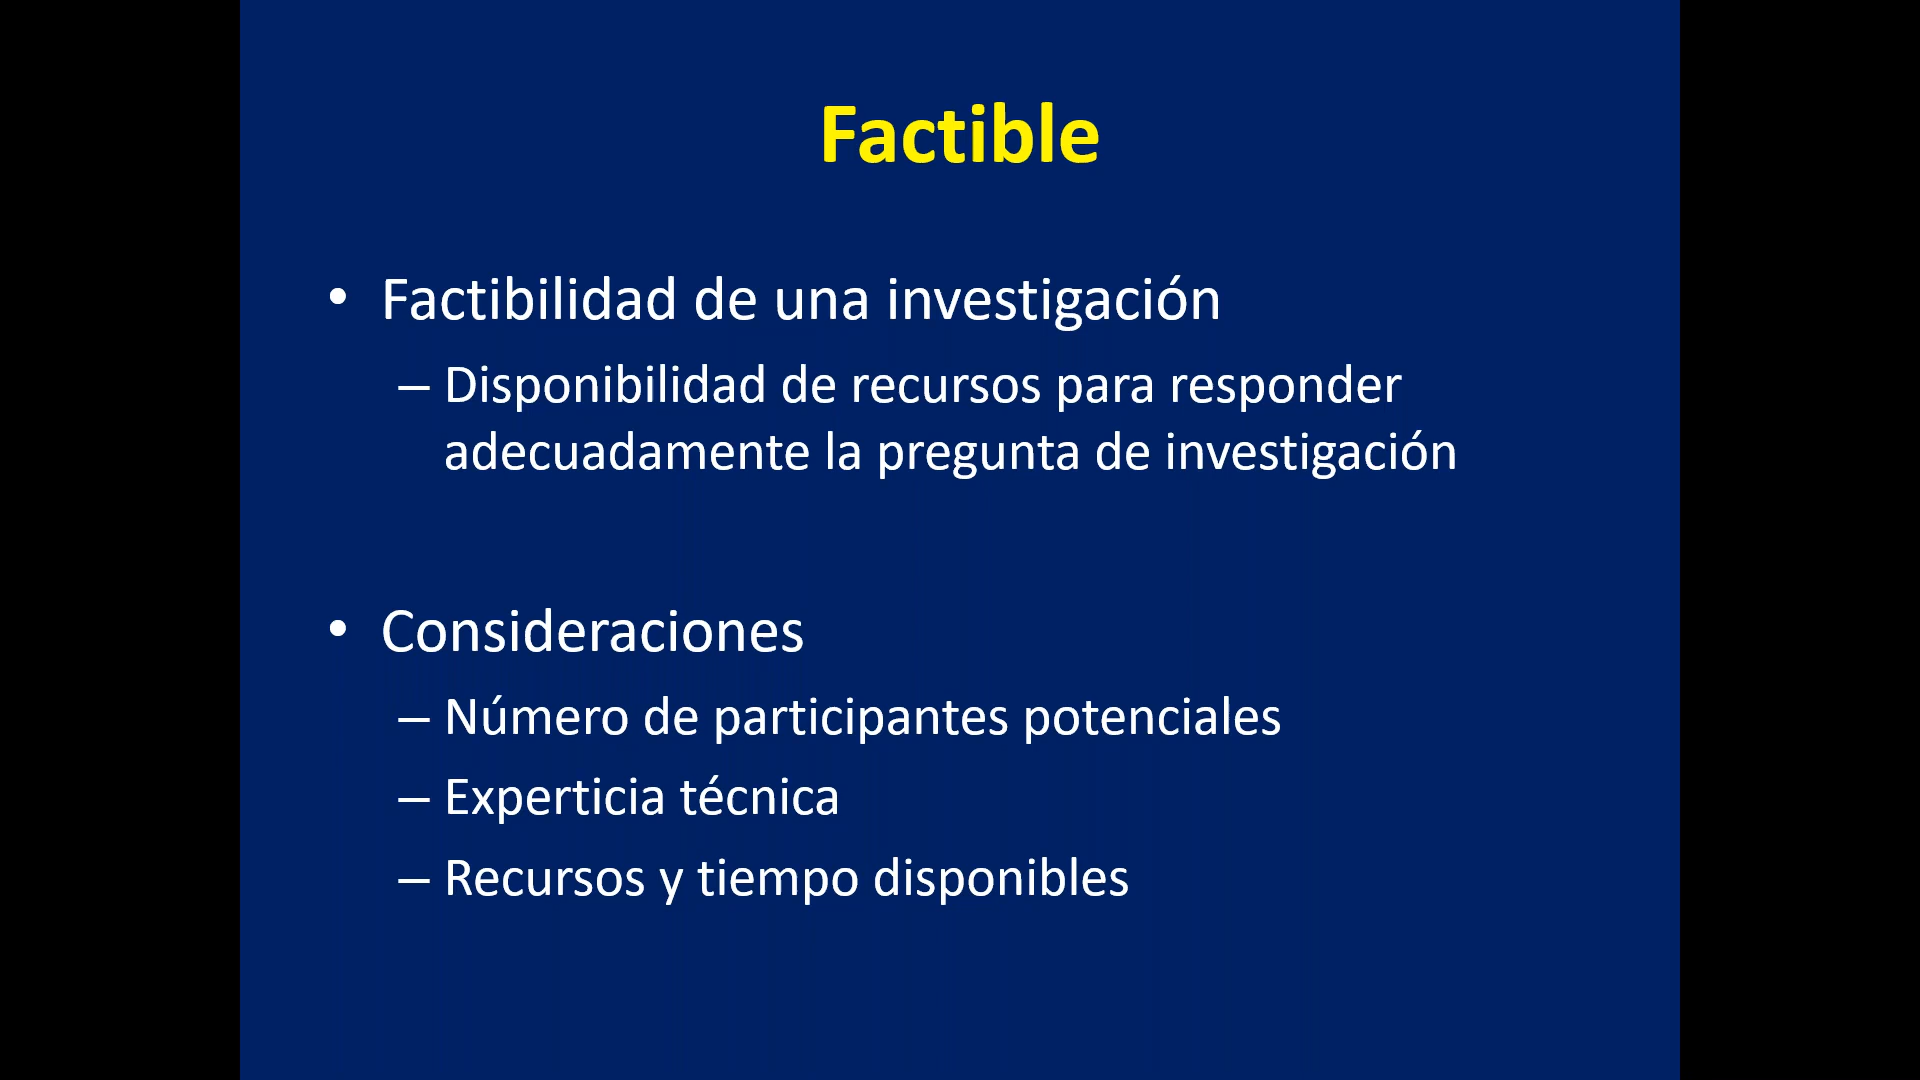 Factible
• Factibilidad de una investigación
– Disponibilidad de recursos para responder
adecuadamente la pregunta de investigación
• Consideraciones
– Número de participantes potenciales
– Experticia técnica
– Recursos y tiempo disponibles